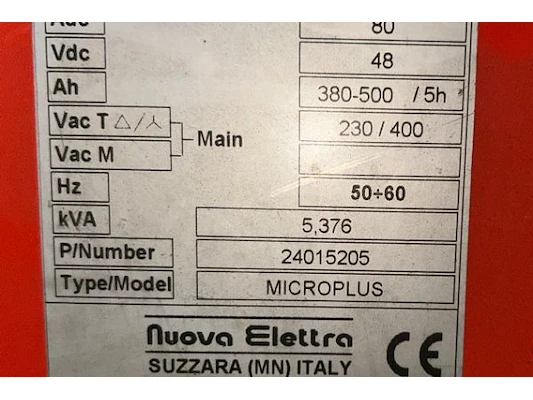 Adc 80
Vdc 48
Ah 380-500 / 5h
Vac T △/⅄ Main 230 / 400
Vac M
Hz 50÷60
kVA 5,376
P/Number 24015205
Type/Model MICROPLUS
Nuova Elettra
SUZZARA (MN) ITALY CE